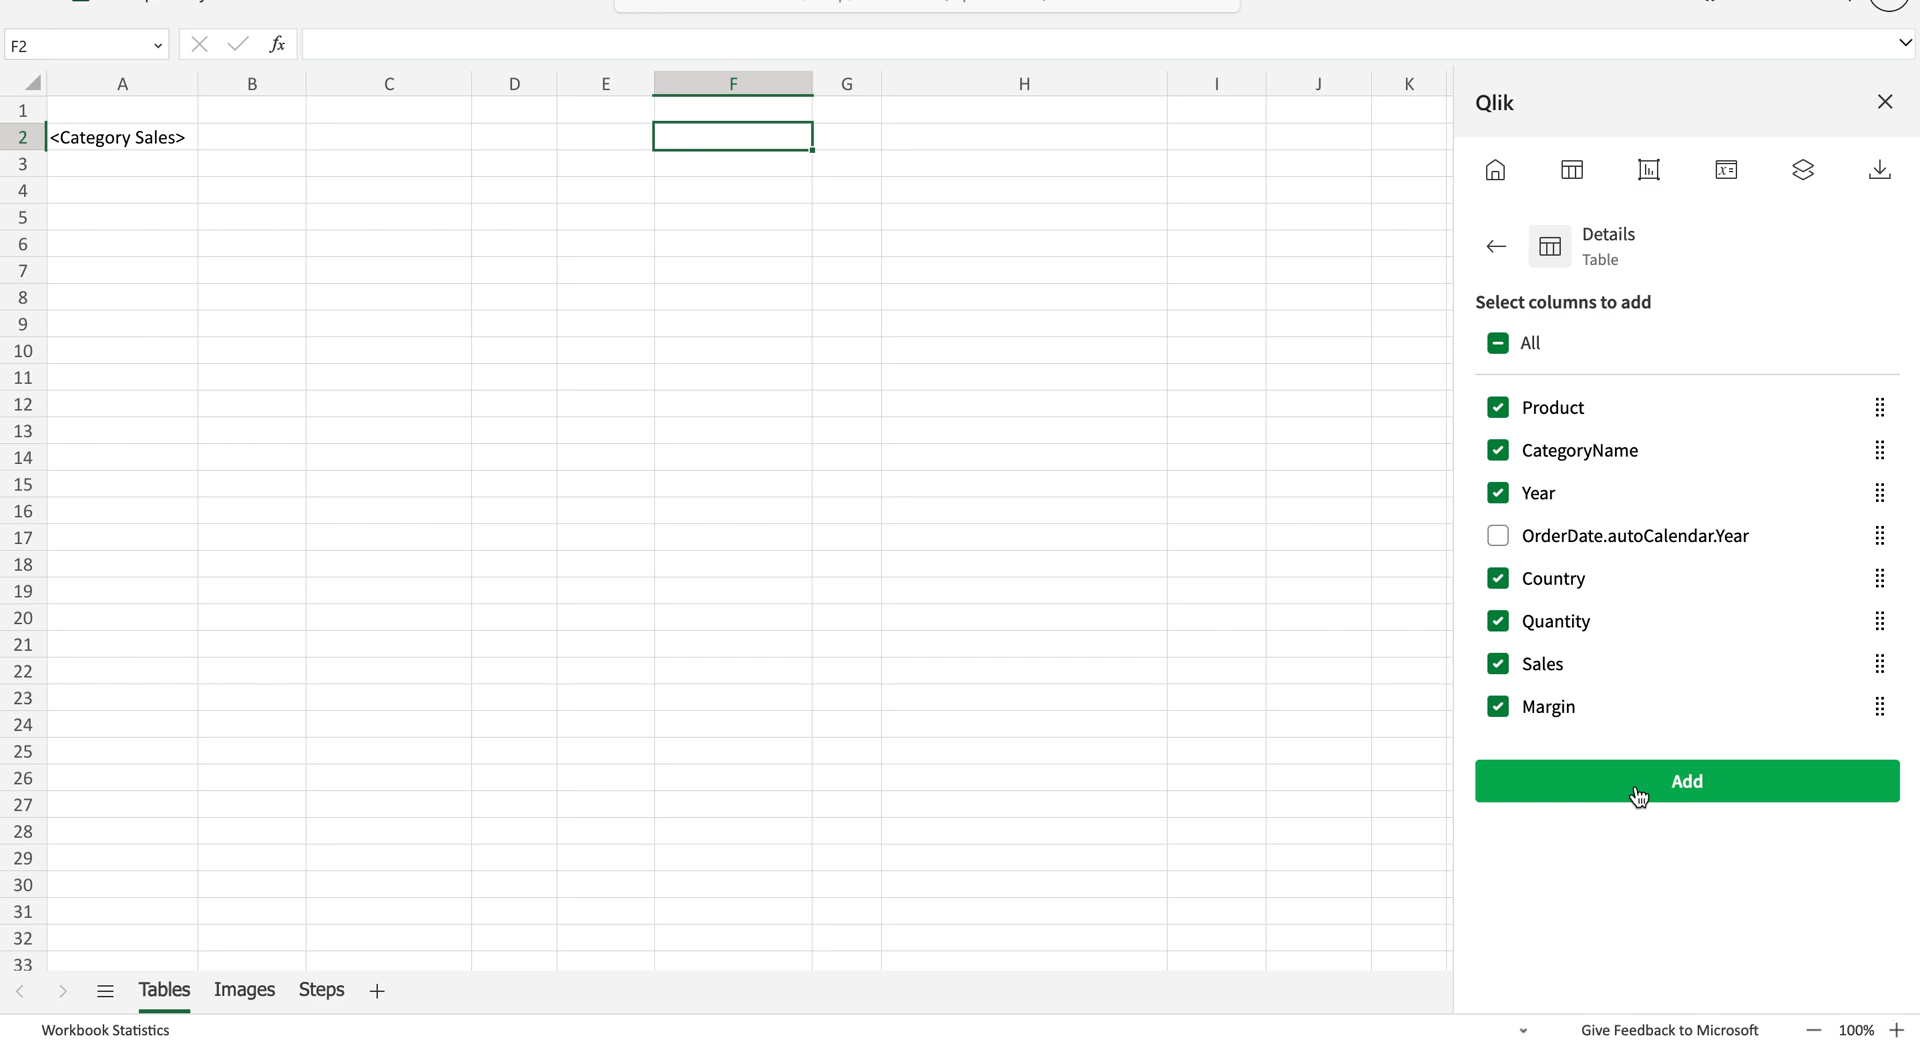 F2
fx
A B C D E F G H I J K
Qlik
1
2 <Category Sales>
3
4
5
6
7
8
9
10
11
12
13
14
15
16
17
18
19
20
21
22
23
24
25
26
27
28
29
30
31
32
33
Details
Table
Select columns to add
All
Product
CategoryName
Year
OrderDate.autoCalendar.Year
Country
Quantity
Sales
Margin
Add
Tables Images Steps
Workbook Statistics
Give Feedback to Microsoft
100%